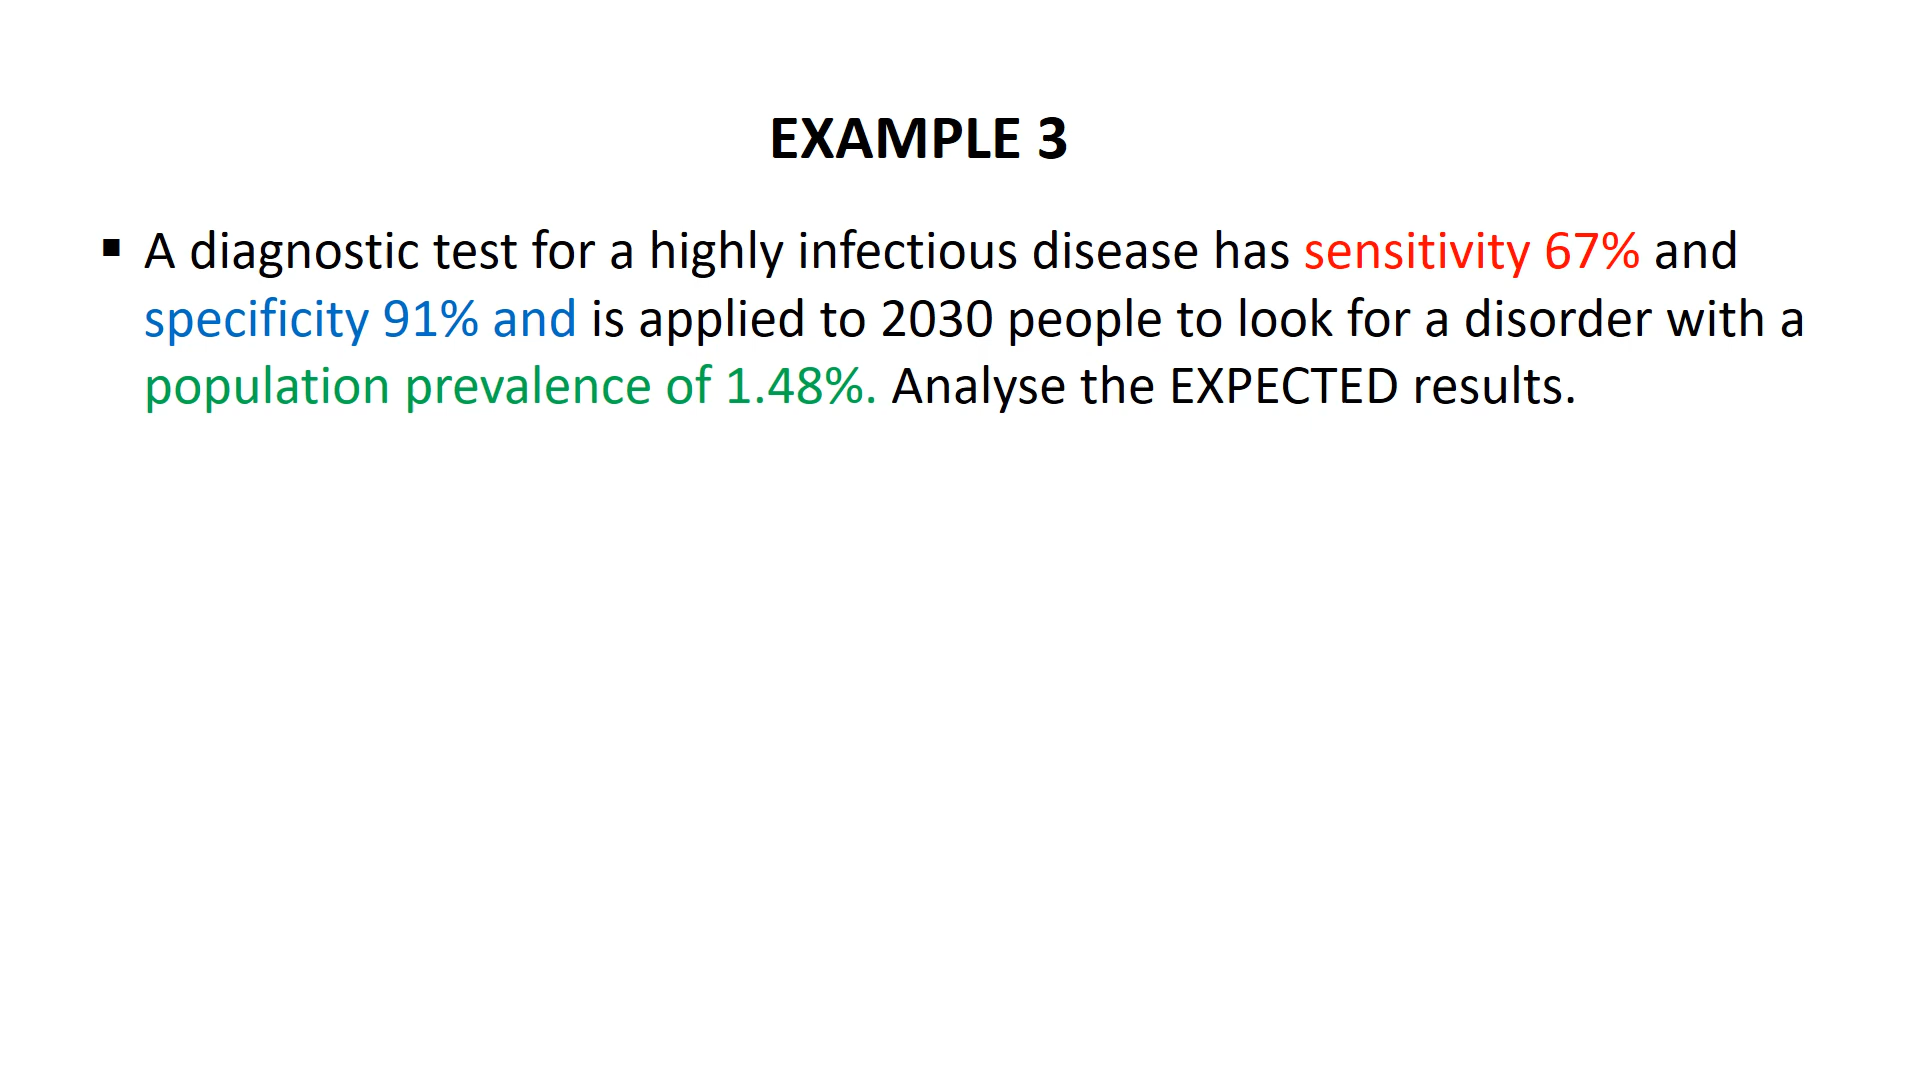 EXAMPLE 3
▪ A diagnostic test for a highly infectious disease has sensitivity 67% and
specificity 91% and is applied to 2030 people to look for a disorder with a
population prevalence of 1.48%. Analyse the EXPECTED results.